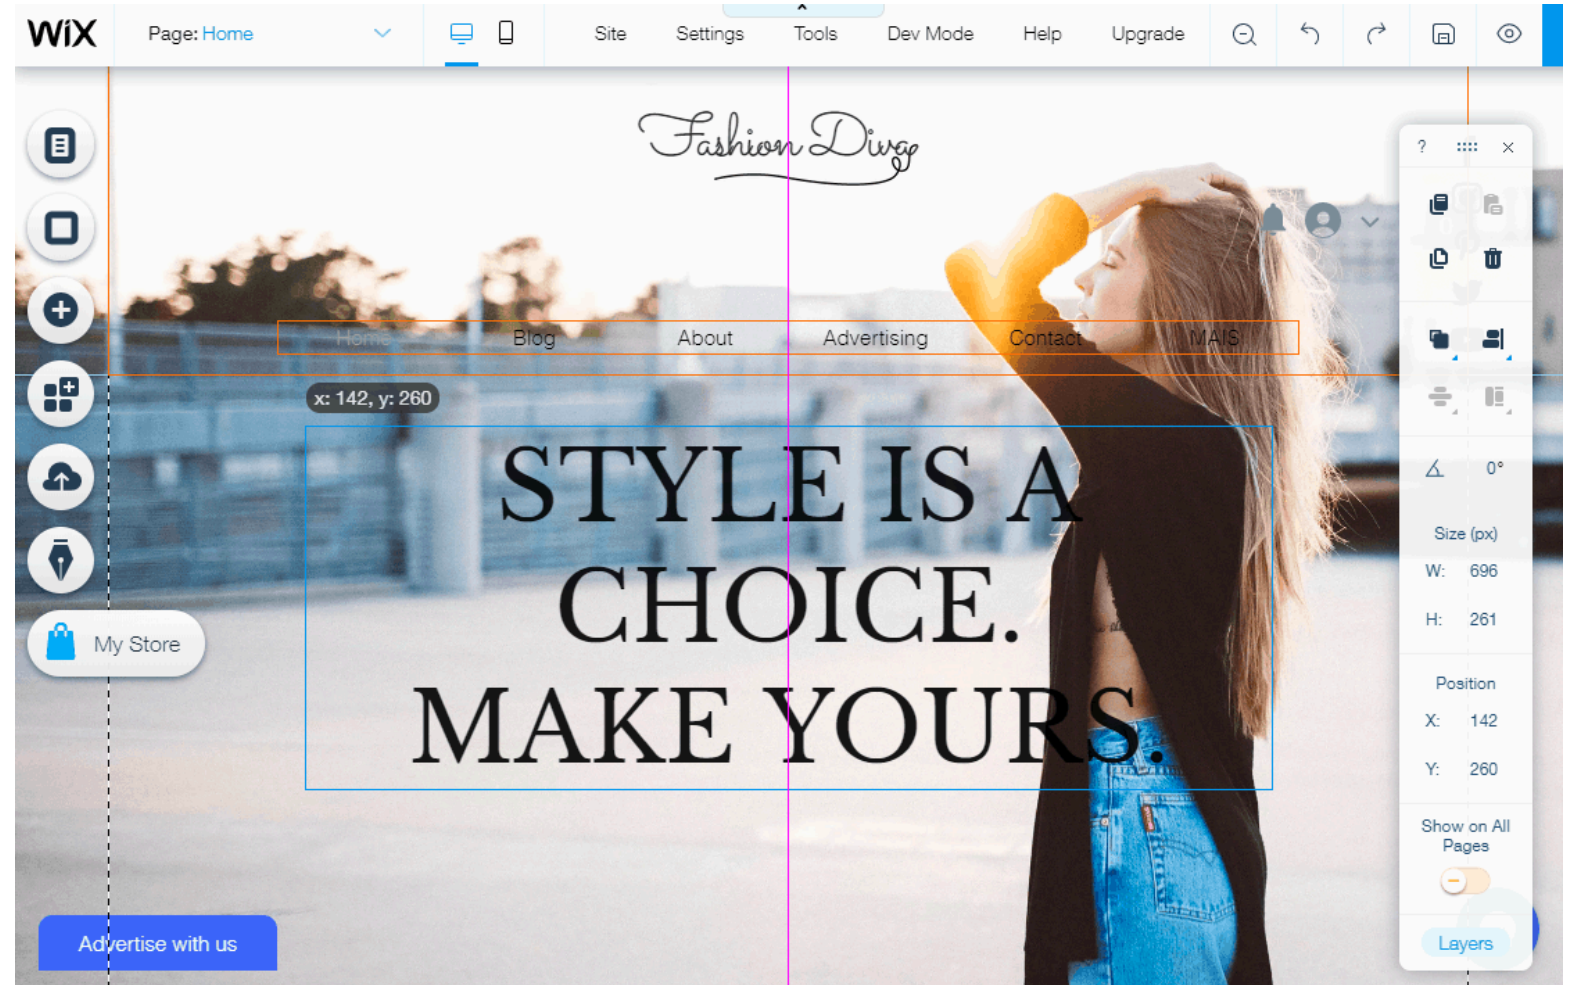 WiX
Page: Home
Site
Settings
Tools
Dev Mode
Help
Upgrade
Fashion Diva
Home
Blog
About
Advertising
Contact
MAIS
x: 142, y: 260
STYLE IS A
CHOICE.
MAKE YOURS.
My Store
Advertise with us
?
0°
Size (px)
W: 696
H: 261
Position
X: 142
Y: 260
Show on All
Pages
Layers